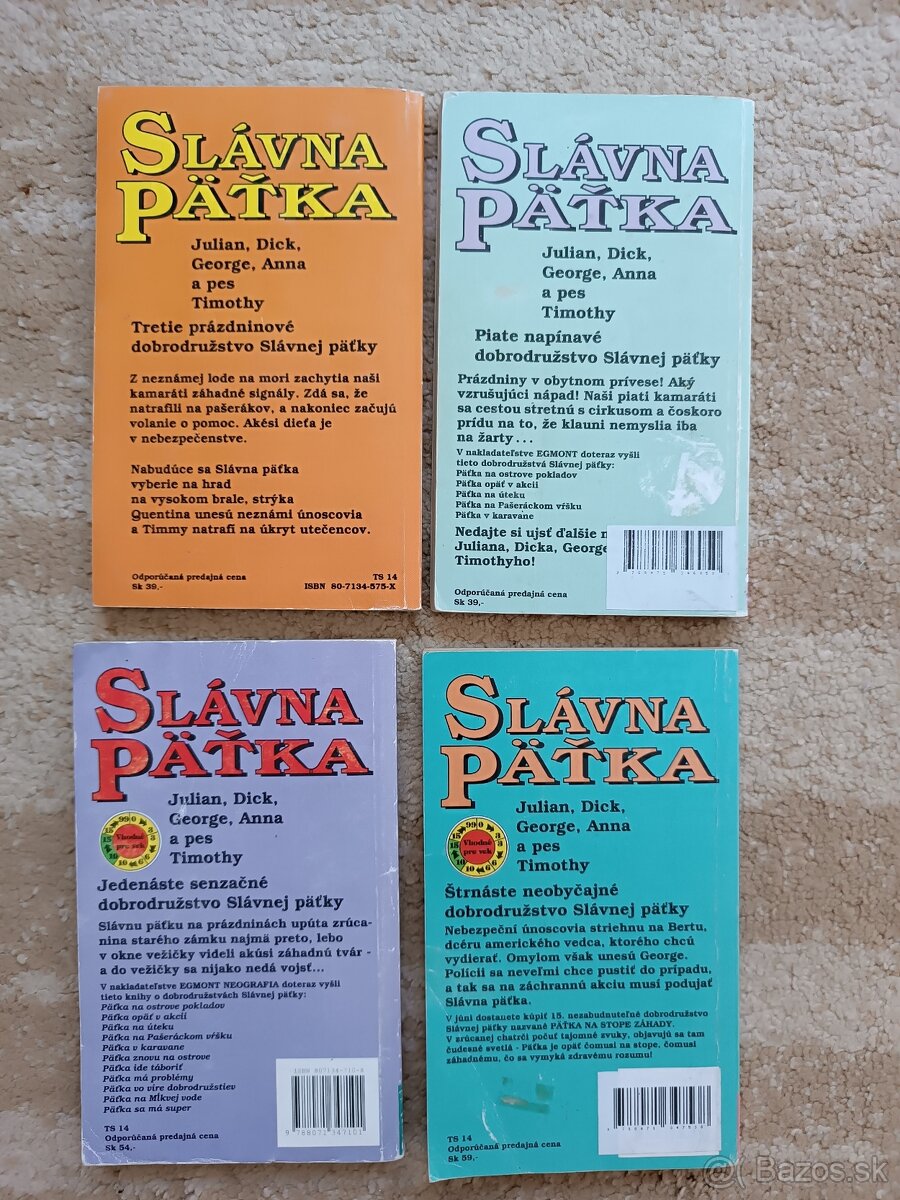 SLÁVNA
PÄŤKA
Julian, Dick,
George, Anna
a pes
Timothy
Tretie prázdninové
dobrodružstvo Slávnej päťky
Z neznámej lode na mori zachytia naši
kamaráti záhadné signály. Zdá sa, že
natrafili na pašerákov, a nakoniec začujú
volanie o pomoc. Akési dieťa je
v nebezpečenstve.
Nabudúce sa Slávna päťka
vyberie na hrad
na vysokom brale, strýka
Quentina unesú neznámi únoscovia
a Timmy natrafí na úkryt utečencov.
Odporúčaná predajná cena
Sk 39,-
TS 14
ISBN 80-7134-575-X
SLÁVNA
PÄŤKA
Julian, Dick,
George, Anna
a pes
Timothy
Piate napínavé
dobrodružstvo Slávnej päťky
Prázdniny v obytnom prívese! Aký
vzrušujúci nápad! Naši piati kamaráti
sa cestou stretnú s cirkusom a čoskoro
prídu na to, že klauni nemyslia iba
na žarty . . .
V nakladateľstve EGMONT doteraz vyšli
tieto dobrodružstvá Slávnej päťky:
Päťka na ostrove pokladov
Päťka opäť v akcii
Päťka na úteku
Päťka na Pašeráckom vŕšku
Päťka v karavane
Nedajte si ujsť ďalšie
Juliana, Dicka, George
Timothyho!
Odporúčaná predajná cena
Sk 39,-
SLÁVNA
PÄŤKA
Julian, Dick,
George, Anna
a pes
Timothy
Vhodné
pre vek
Jedenáste senzačné
dobrodružstvo Slávnej päťky
Slávnu päťku na prázdninách upúta zrúca-
nina starého zámku najmä preto, lebo
v okne vežičky videli akúsi záhadnú tvár -
a do vežičky sa nijako nedá vojsť...
V nakladateľstve EGMONT NEOGRAFIA doteraz vyšli
tieto knihy o dobrodružstvách Slávnej päťky:
Päťka na ostrove pokladov
Päťka opäť v akcii
Päťka na úteku
Päťka na Pašeráckom vŕšku
Päťka v karavane
Päťka znovu na ostrove
Päťka ide táboriť
Päťka má problémy
Päťka vo víre dobrodružstiev
Päťka na Mĺkvej vode
Päťka sa má super
ISBN 807134-710-8
9 788071 347101
TS 14
Odporúčaná predajná cena
Sk 54,-
SLÁVNA
PÄŤKA
Julian, Dick,
George, Anna
a pes
Timothy
Vhodné
pre vek
Štrnáste neobyčajné
dobrodružstvo Slávnej päťky
Nebezpeční únoscovia striehnu na Bertu,
dcéru amerického vedca, ktorého chcú
vydierať. Omylom však unesú George.
Polícii sa neveľmi chce pustiť do prípadu,
a tak sa na záchrannú akciu musí podujať
Slávna päťka.
V júni dostanete kúpiť 15. nezabudnuteľné dobrodružstvo
Slávnej päťky nazvané PÄŤKA NA STOPE ZÁHADY.
V zrúcanej chatrči počuť tajomné zvuky, objavujú sa tam
čudesné svetlá - Päťka je opäť čomusi na stope, čomusi
záhadnému, čo sa vymyká zdravému rozumu!
TS 14
Odporúčaná predajná cena
Sk 59,-
Bazos.sk